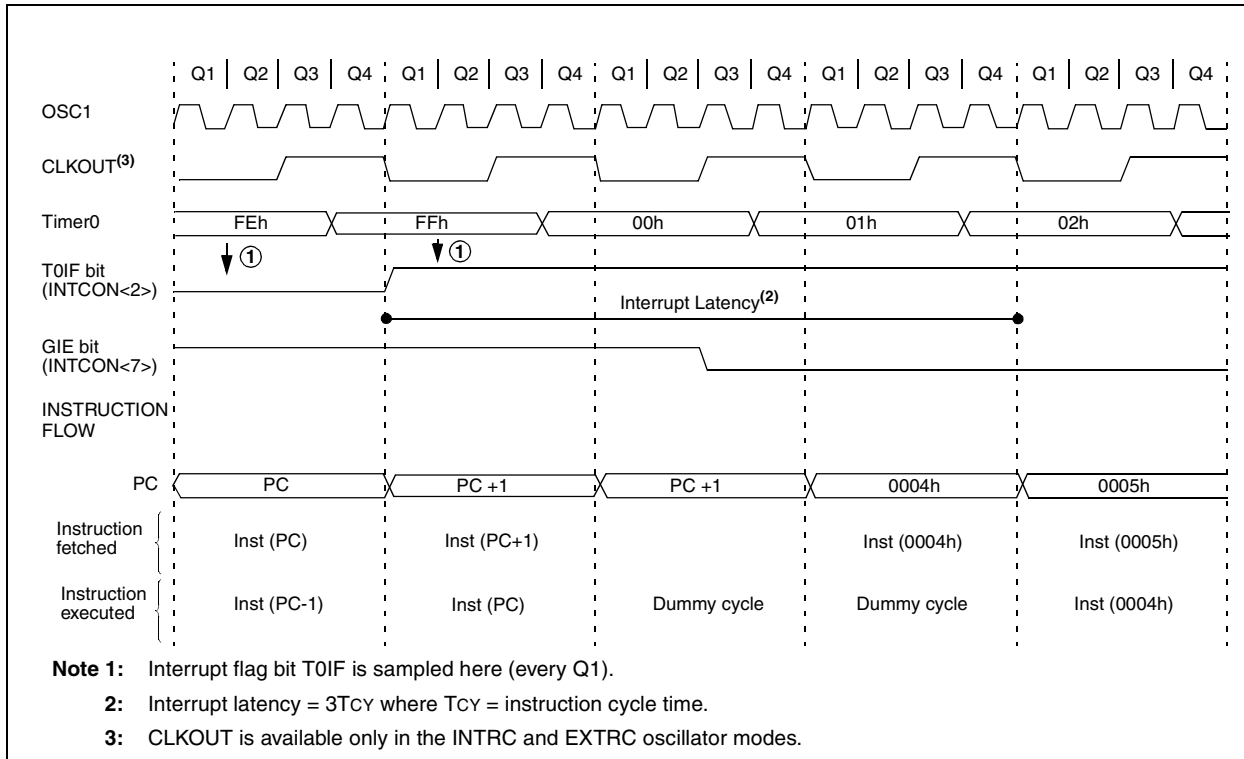 Q1 Q2 Q3 Q4 Q1 Q2 Q3 Q4 Q1 Q2 Q3 Q4 Q1 Q2 Q3 Q4 Q1 Q2 Q3 Q4
OSC1
CLKOUT(3)
Timer0 FEh FFh 00h 01h 02h
1 1
T0IF bit
(INTCON<2>)
Interrupt Latency(2)
GIE bit
(INTCON<7>)
INSTRUCTION
FLOW
PC PC PC +1 PC +1 0004h 0005h
Instruction
fetched
Inst (PC) Inst (PC+1) Inst (0004h) Inst (0005h)
Instruction
executed
Inst (PC-1) Inst (PC) Dummy cycle Dummy cycle Inst (0004h)
Note 1: Interrupt flag bit T0IF is sampled here (every Q1).
2: Interrupt latency = 3TCY where TCY = instruction cycle time.
3: CLKOUT is available only in the INTRC and EXTRC oscillator modes.